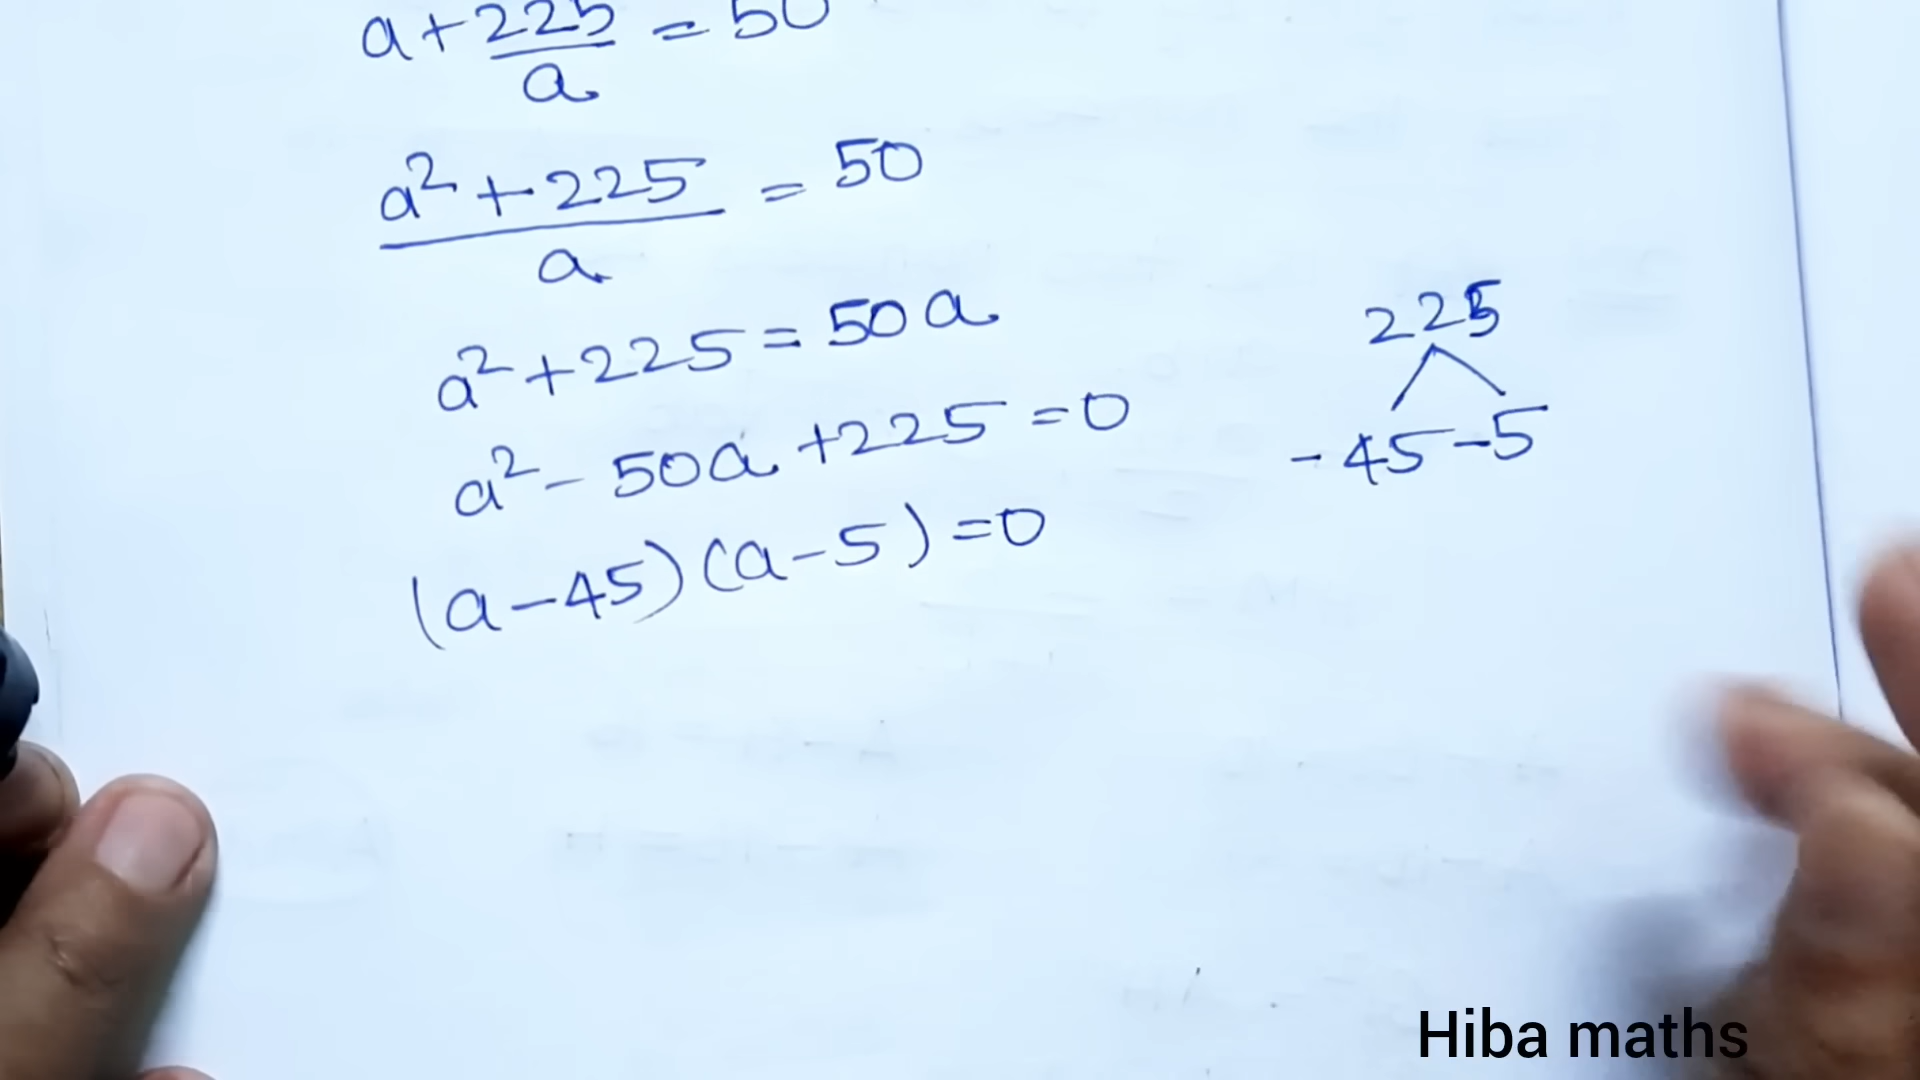 a + 225/a = 50
a² + 225 / a = 50
a² + 225 = 50a
a² - 50a + 225 = 0
(a - 45)(a - 5) = 0
225
- 45 - 5
Hiba maths